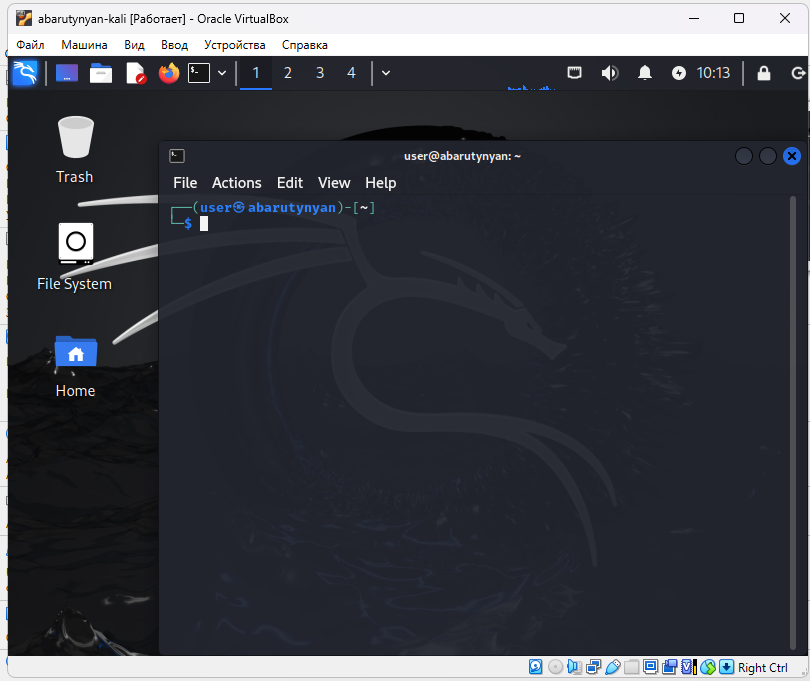 abarutynyan-kali [Работает] - Oracle VirtualBox
Файл Машина Вид Ввод Устройства Справка
1 2 3 4 10:13
Trash
File System
Home
user@abarutynyan: ~
File Actions Edit View Help
┌──(user㉿abarutynyan)-[~]
└─$
Right Ctrl